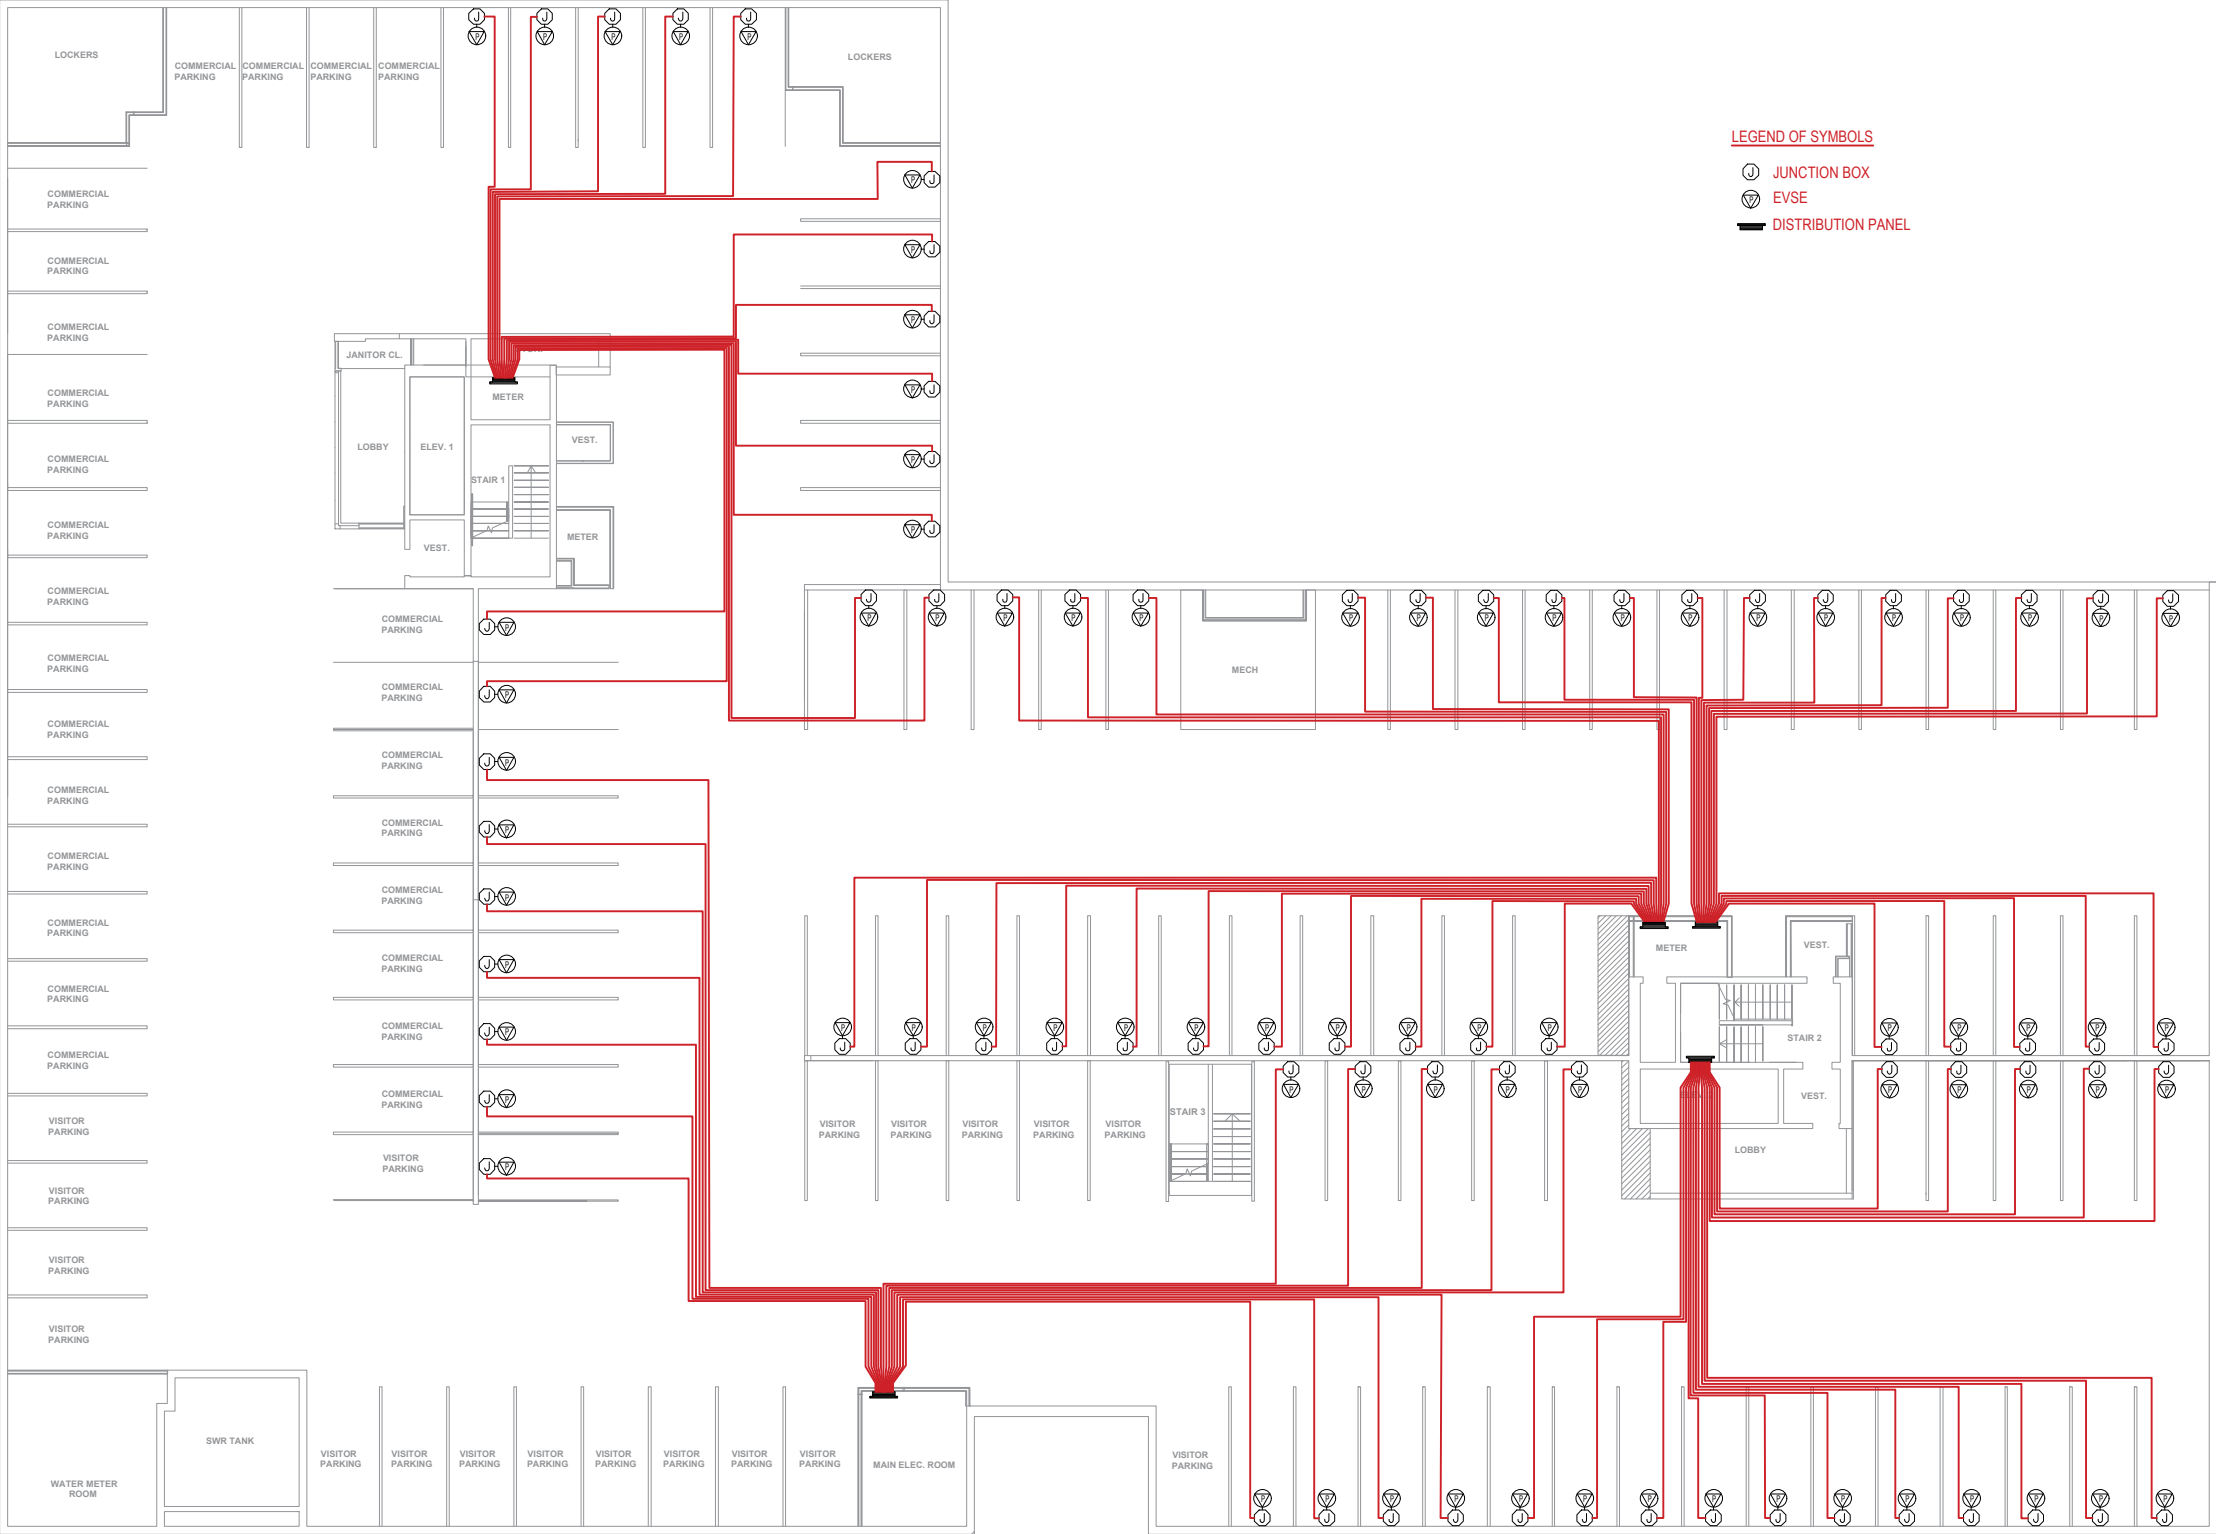 LOCKERS
COMMERCIAL PARKING
COMMERCIAL PARKING
COMMERCIAL PARKING
COMMERCIAL PARKING
LOCKERS
LEGEND OF SYMBOLS
J JUNCTION BOX
P EVSE
DISTRIBUTION PANEL
COMMERCIAL
PARKING
COMMERCIAL
PARKING
COMMERCIAL
PARKING
COMMERCIAL
PARKING
COMMERCIAL
PARKING
COMMERCIAL
PARKING
COMMERCIAL
PARKING
COMMERCIAL
PARKING
COMMERCIAL
PARKING
COMMERCIAL
PARKING
COMMERCIAL
PARKING
COMMERCIAL
PARKING
COMMERCIAL
PARKING
COMMERCIAL
PARKING
VISITOR
PARKING
VISITOR
PARKING
VISITOR
PARKING
VISITOR
PARKING
JANITOR CL.
METER
LOBBY
ELEV. 1
VEST.
STAIR 1
METER
VEST.
COMMERCIAL
PARKING
COMMERCIAL
PARKING
COMMERCIAL
PARKING
COMMERCIAL
PARKING
COMMERCIAL
PARKING
COMMERCIAL
PARKING
COMMERCIAL
PARKING
COMMERCIAL
PARKING
VISITOR
PARKING
MECH
METER
VEST.
STAIR 2
VEST.
LOBBY
VISITOR
PARKING
VISITOR
PARKING
VISITOR
PARKING
VISITOR
PARKING
VISITOR
PARKING
STAIR 3
WATER METER
ROOM
SWR TANK
VISITOR
PARKING
VISITOR
PARKING
VISITOR
PARKING
VISITOR
PARKING
VISITOR
PARKING
VISITOR
PARKING
VISITOR
PARKING
VISITOR
PARKING
MAIN ELEC. ROOM
VISITOR
PARKING